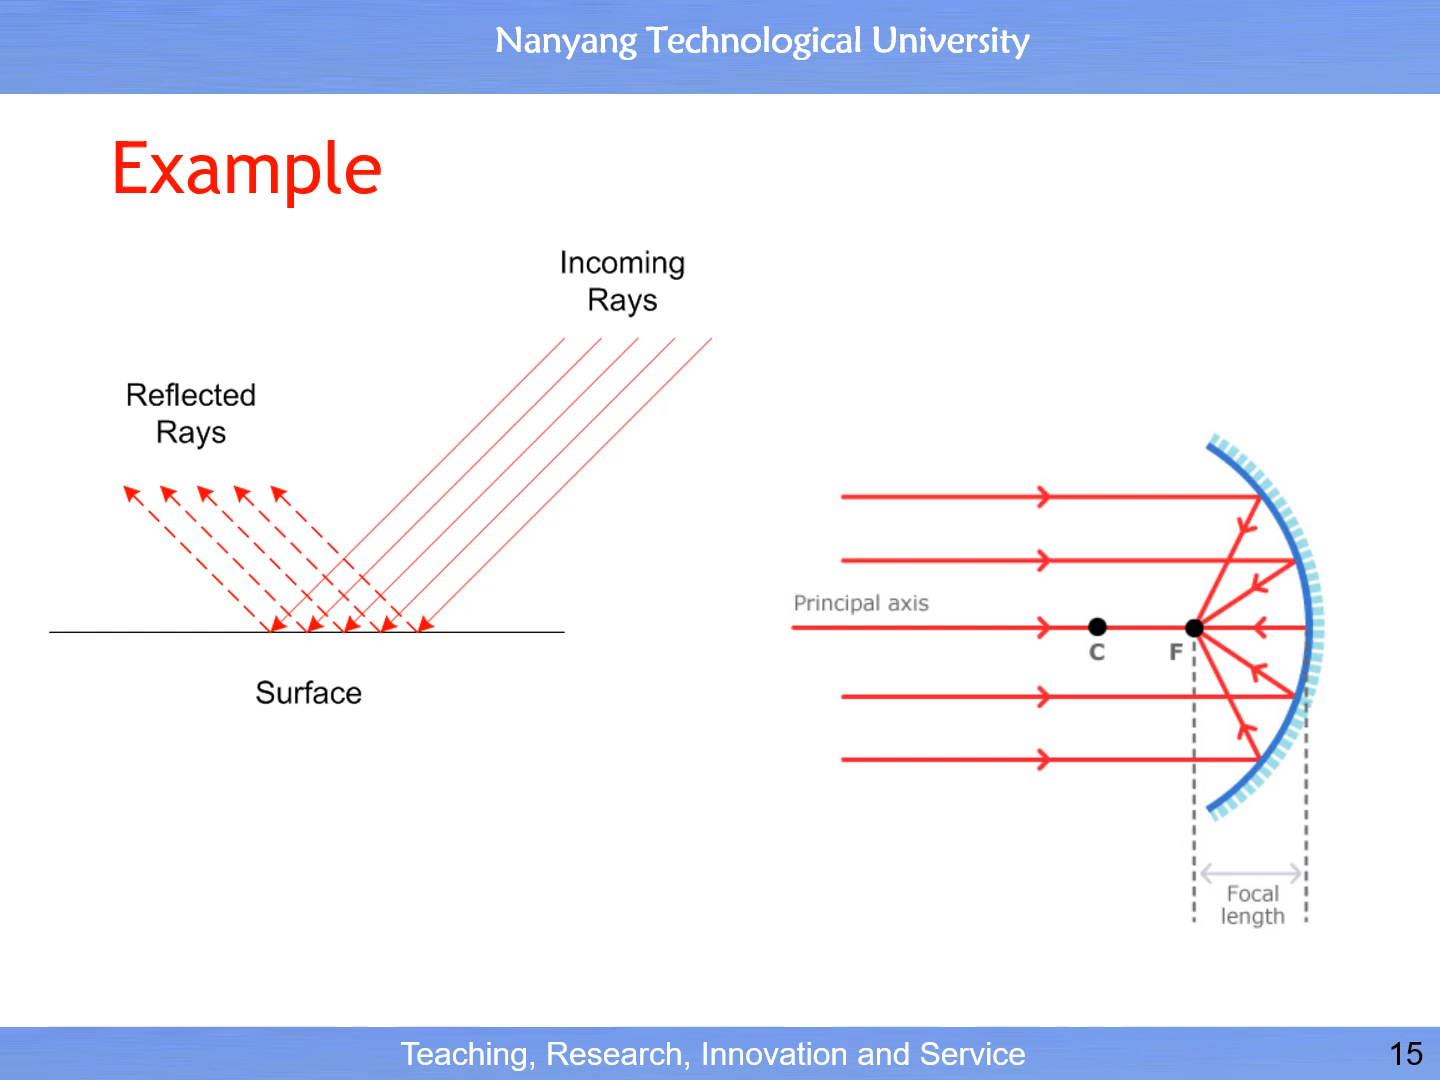 Nanyang Technological University
Example
Incoming
Rays
Reflected
Rays
Surface
Principal axis
C
F
Focal
length
Teaching, Research, Innovation and Service
15